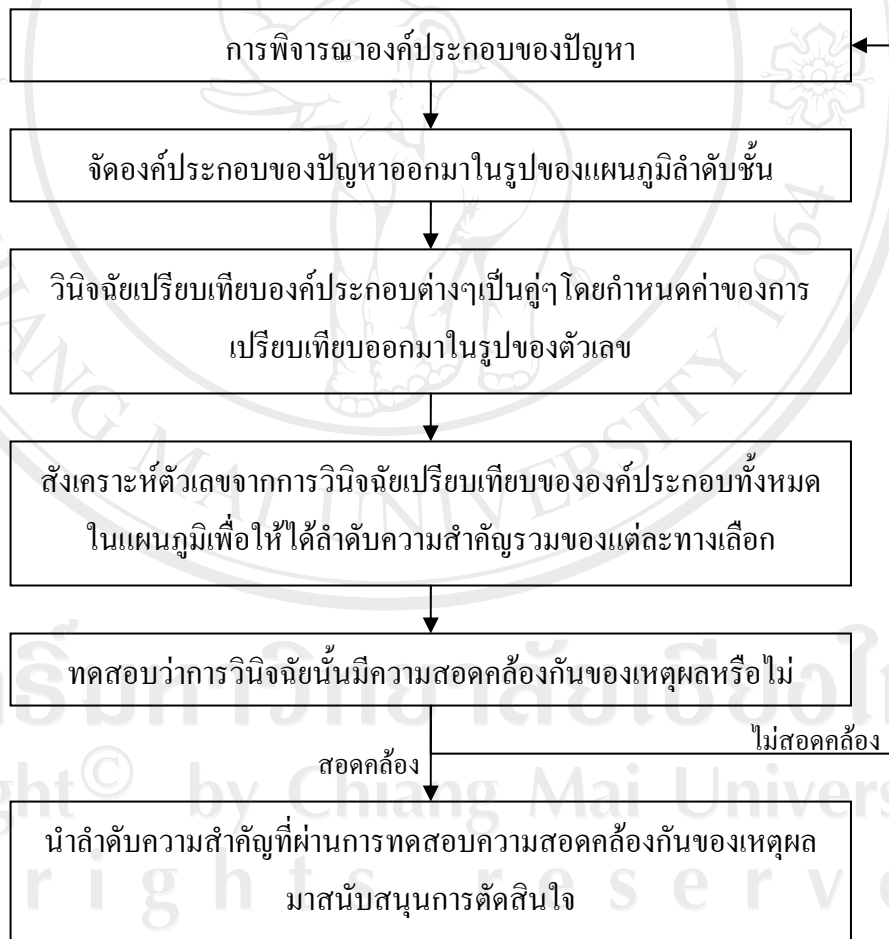 การพิจารณาองค์ประกอบของปัญหา
จัดองค์ประกอบของปัญหาออกมาในรูปของแผนภูมิลำดับชั้น
วินิจฉัยเปรียบเทียบองค์ประกอบต่างๆเป็นคู่ๆ โดยกำหนดค่าของการ
เปรียบเทียบออกมาในรูปของตัวเลข
สังเคราะห์ตัวเลขจากการวินิจฉัยเปรียบเทียบขององค์ประกอบทั้งหมด
ในแผนภูมิเพื่อให้ได้ลำดับความสำคัญรวมของแต่ละทางเลือก
ทดสอบว่าการวินิจฉัยนั้นมีความสอดคล้องกันของเหตุผลหรือไม่
ไม่สอดคล้อง
สอดคล้อง
นำลำดับความสำคัญที่ผ่านการทดสอบความสอดคล้องกันของเหตุผล
มาสนับสนุนการตัดสินใจ
ANG MAI UNIVERSITY 1964
by Chiang Mai Univers
rights reserve